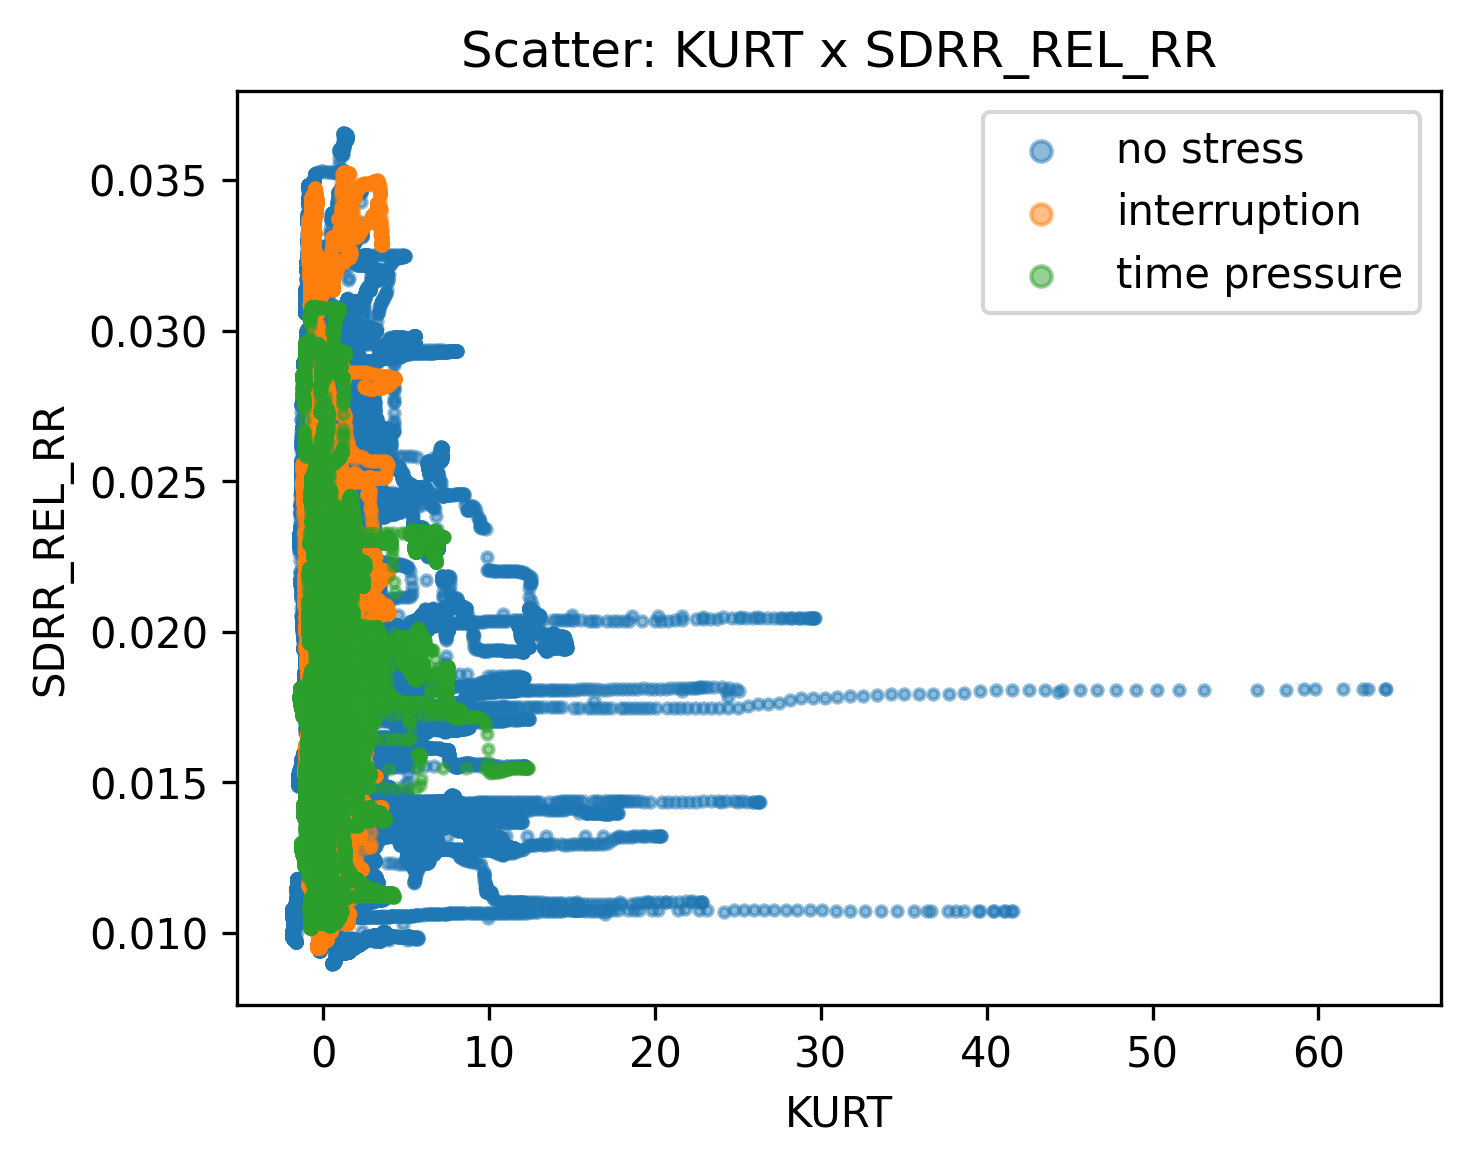 Scatter: KURT x SDRR_REL_RR
no stress
interruption
time pressure
SDRR_REL_RR
0.035
0.030
0.025
0.020
0.015
0.010
0 10 20 30 40 50 60
KURT